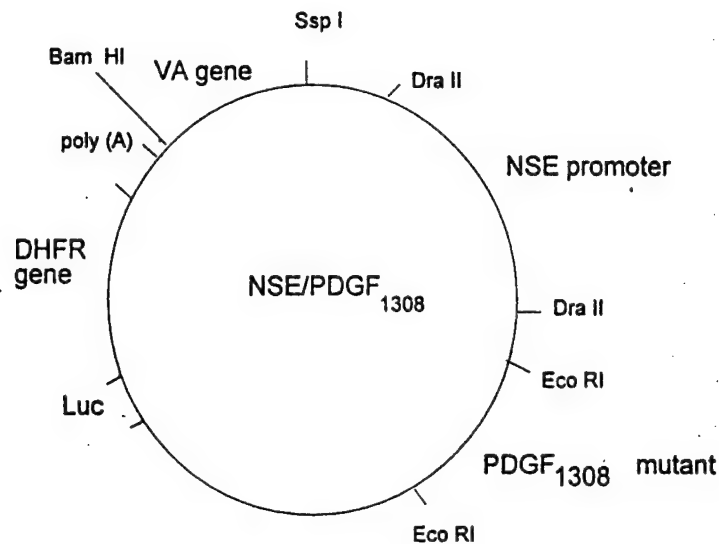 Ssp I
Bam HI
VA gene
Dra II
poly (A)
NSE promoter
DHFR
gene
NSE/PDGF1308
Dra II
Eco RI
Luc
PDGF1308 mutant
Eco RI